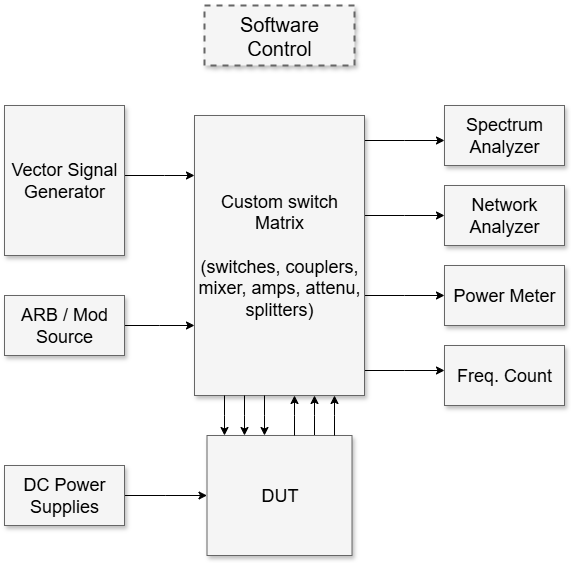 Software
Control
Vector Signal
Generator
Custom switch
Matrix
(switches, couplers,
mixer, amps, attenu,
splitters)
Spectrum
Analyzer
Network
Analyzer
ARB / Mod
Source
Power Meter
Freq. Count
DC Power
Supplies
DUT